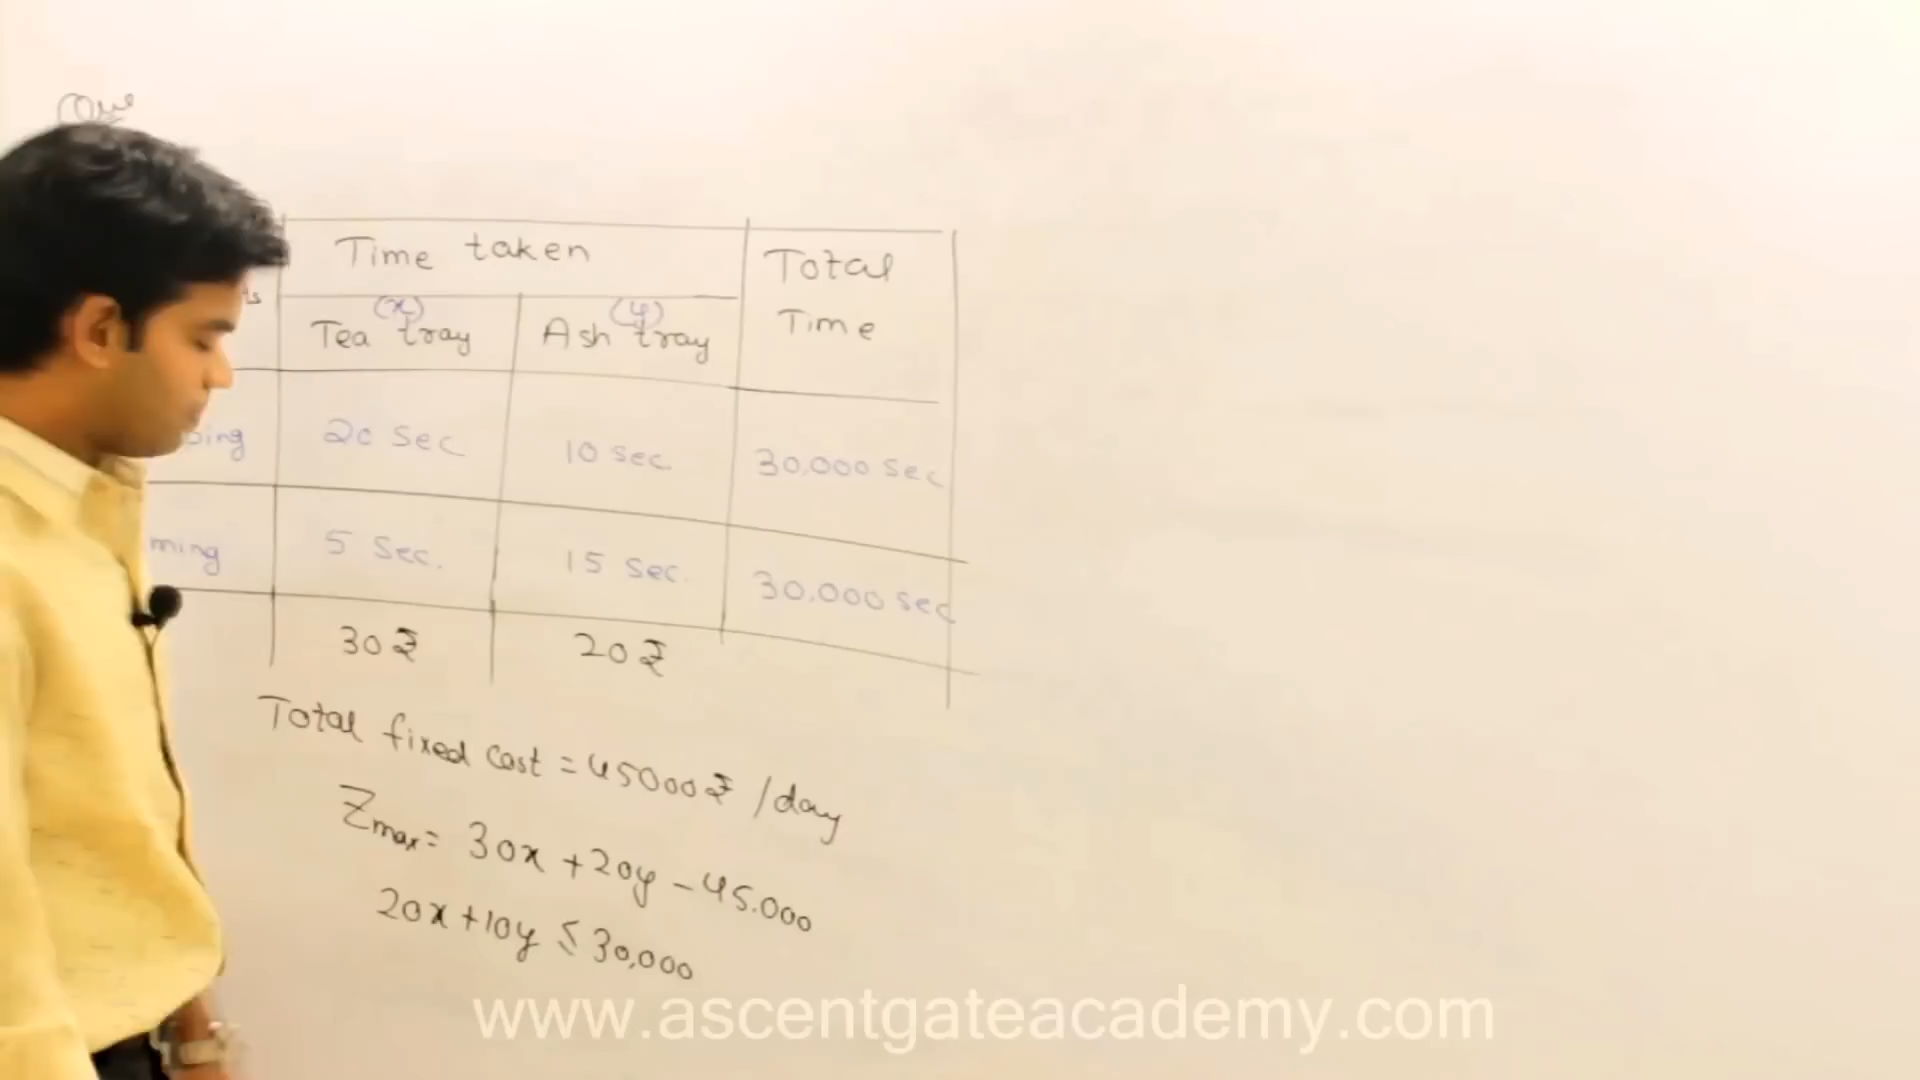 Que
Time taken
Total Time
(x)
(y)
Tea tray
Ash tray
20 Sec
10 sec.
30,000 Sec
ming
5 Sec.
15 Sec.
30,000 sec
30 ₹
20 ₹
Total fixed cost = 45000 ₹ /day
Zmax = 30x + 20y - 45.000
20x + 10y ≤ 30,000
www.ascentgateacademy.com